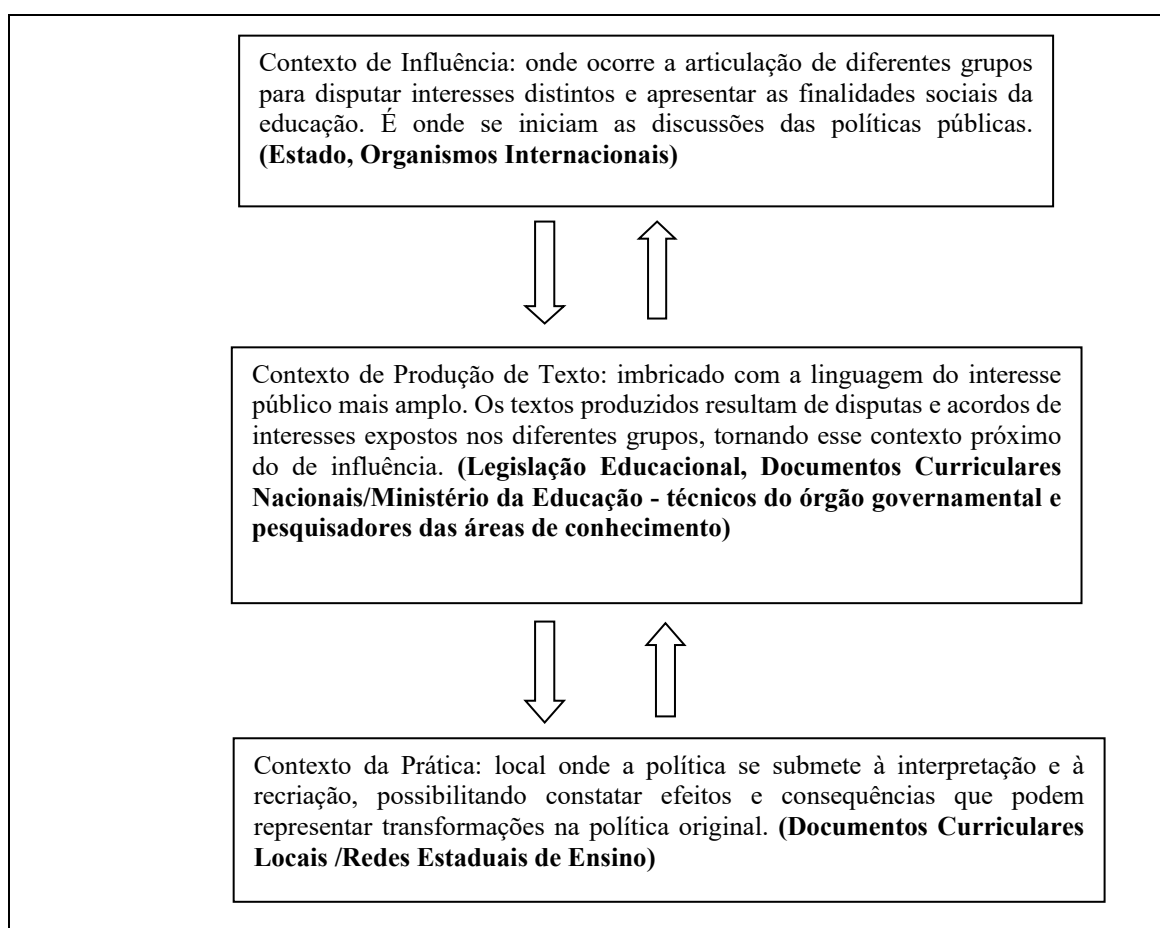 Contexto de Influência: onde ocorre a articulação de diferentes grupos
para disputar interesses distintos e apresentar as finalidades sociais da
educação. É onde se iniciam as discussões das políticas públicas.
(Estado, Organismos Internacionais)
Contexto de Produção de Texto: imbricado com a linguagem do interesse
público mais amplo. Os textos produzidos resultam de disputas e acordos de
interesses expostos nos diferentes grupos, tornando esse contexto próximo
do de influência. (Legislação Educacional, Documentos Curriculares
Nacionais/Ministério da Educação - técnicos do órgão governamental e
pesquisadores das áreas de conhecimento)
Contexto da Prática: local onde a política se submete à interpretação e à
recriação, possibilitando constatar efeitos e consequências que podem
representar transformações na política original. (Documentos Curriculares
Locais /Redes Estaduais de Ensino)